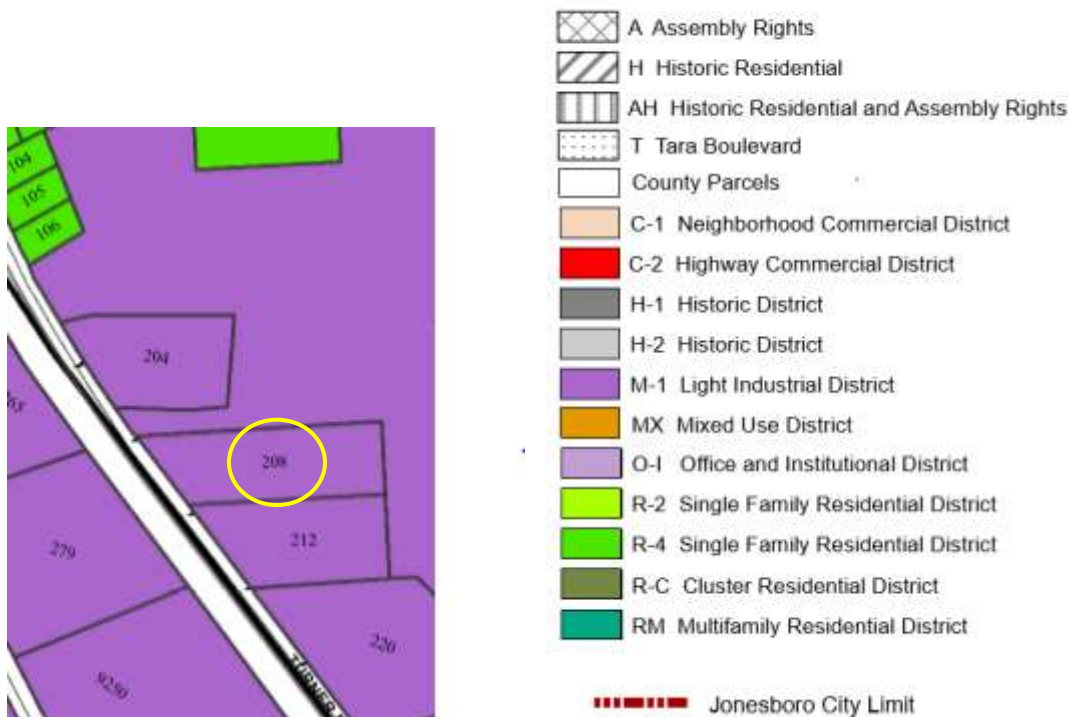 104
105
106
204
208
212
279
220
9250
TURNER
A Assembly Rights
H Historic Residential
AH Historic Residential and Assembly Rights
T Tara Boulevard
County Parcels
C-1 Neighborhood Commercial District
C-2 Highway Commercial District
H-1 Historic District
H-2 Historic District
M-1 Light Industrial District
MX Mixed Use District
O-I Office and Institutional District
R-2 Single Family Residential District
R-4 Single Family Residential District
R-C Cluster Residential District
RM Multifamily Residential District
Jonesboro City Limit